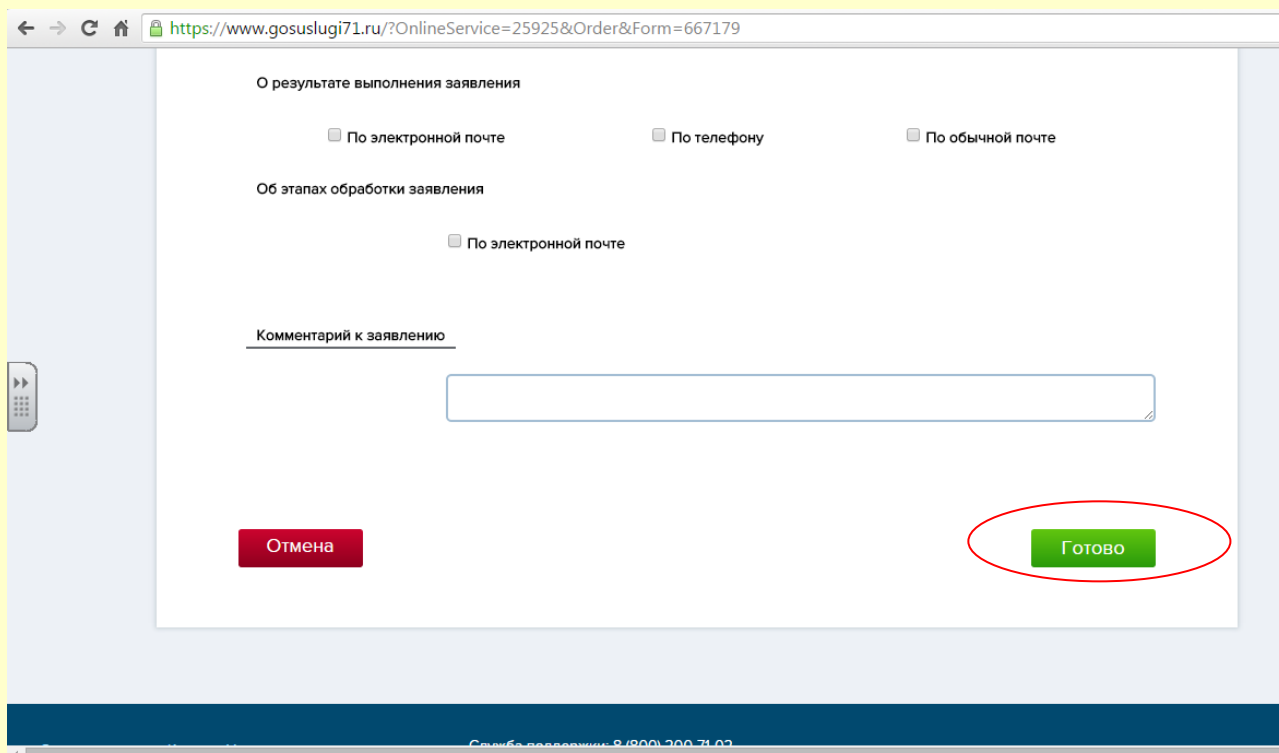 https://www.gosuslugi71.ru/?OnlineService=25925&Order&Form=667179
О результате выполнения заявления
По электронной почте По телефону По обычной почте
Об этапах обработки заявления
По электронной почте
Комментарий к заявлению
Отмена Готово
Служба поддержки: 8 (800) 200 71 02